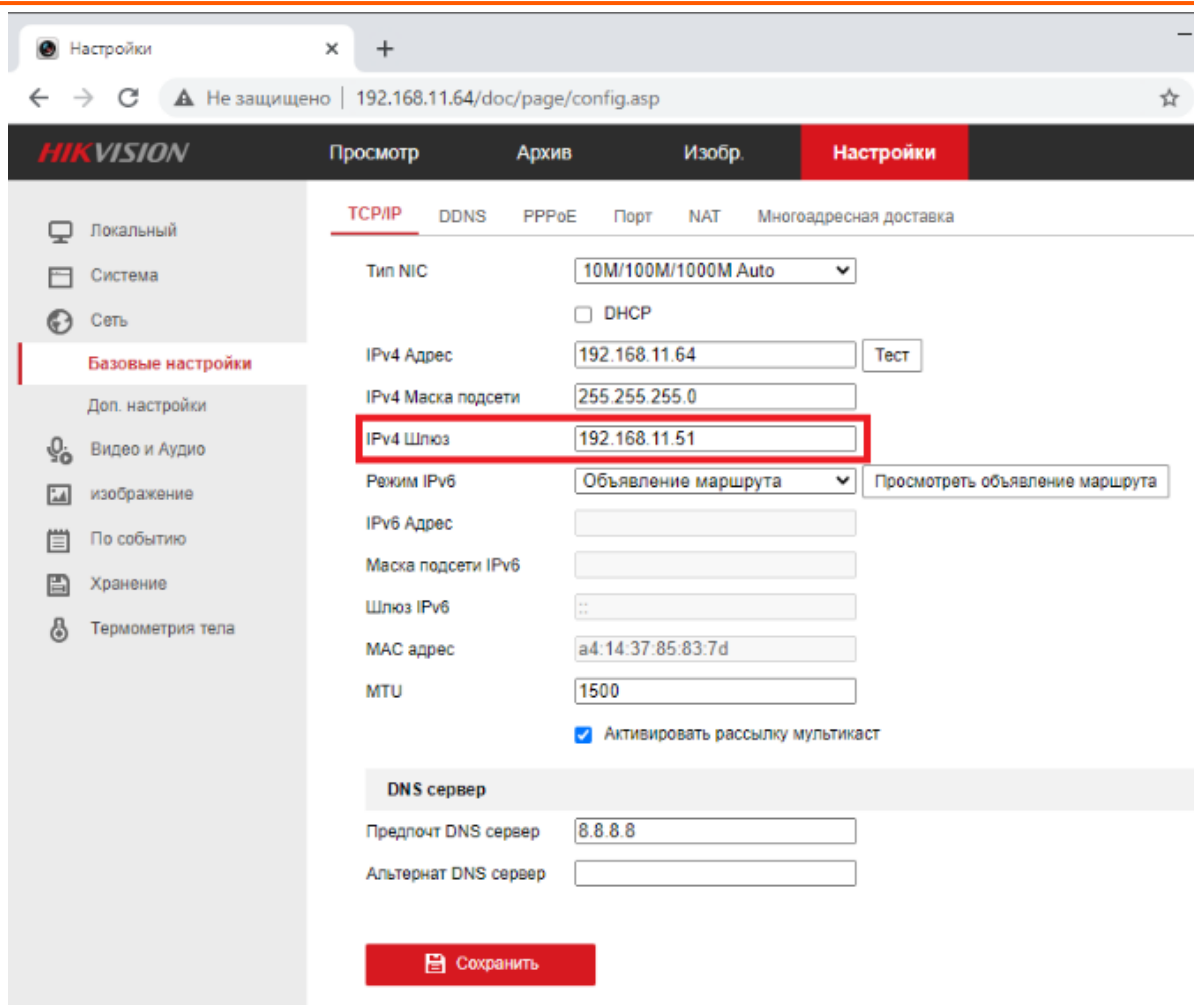 Настройки
Не защищено 192.168.11.64/doc/page/config.asp
HIKVISION Просмотр Архив Изобр. Настройки
TCP/IP DDNS PPPoE Порт NAT Многоадресная доставка
Локальный
Система
Сеть
Базовые настройки
Доп. настройки
Видео и Аудио
изображение
По событию
Хранение
Термометрия тела
Тип NIC 10M/100M/1000M Auto
DHCP
IPv4 Адрес 192.168.11.64 Тест
IPv4 Маска подсети 255.255.255.0
IPv4 Шлюз 192.168.11.51
Режим IPv6 Объявление маршрута Просмотреть объявление маршрута
IPv6 Адрес
Маска подсети IPv6
Шлюз IPv6 ::
MAC адрес a4:14:37:85:83:7d
MTU 1500
Активировать рассылку мультикаст
DNS сервер
Предпочт DNS сервер 8.8.8.8
Альтернат DNS сервер
Сохранить